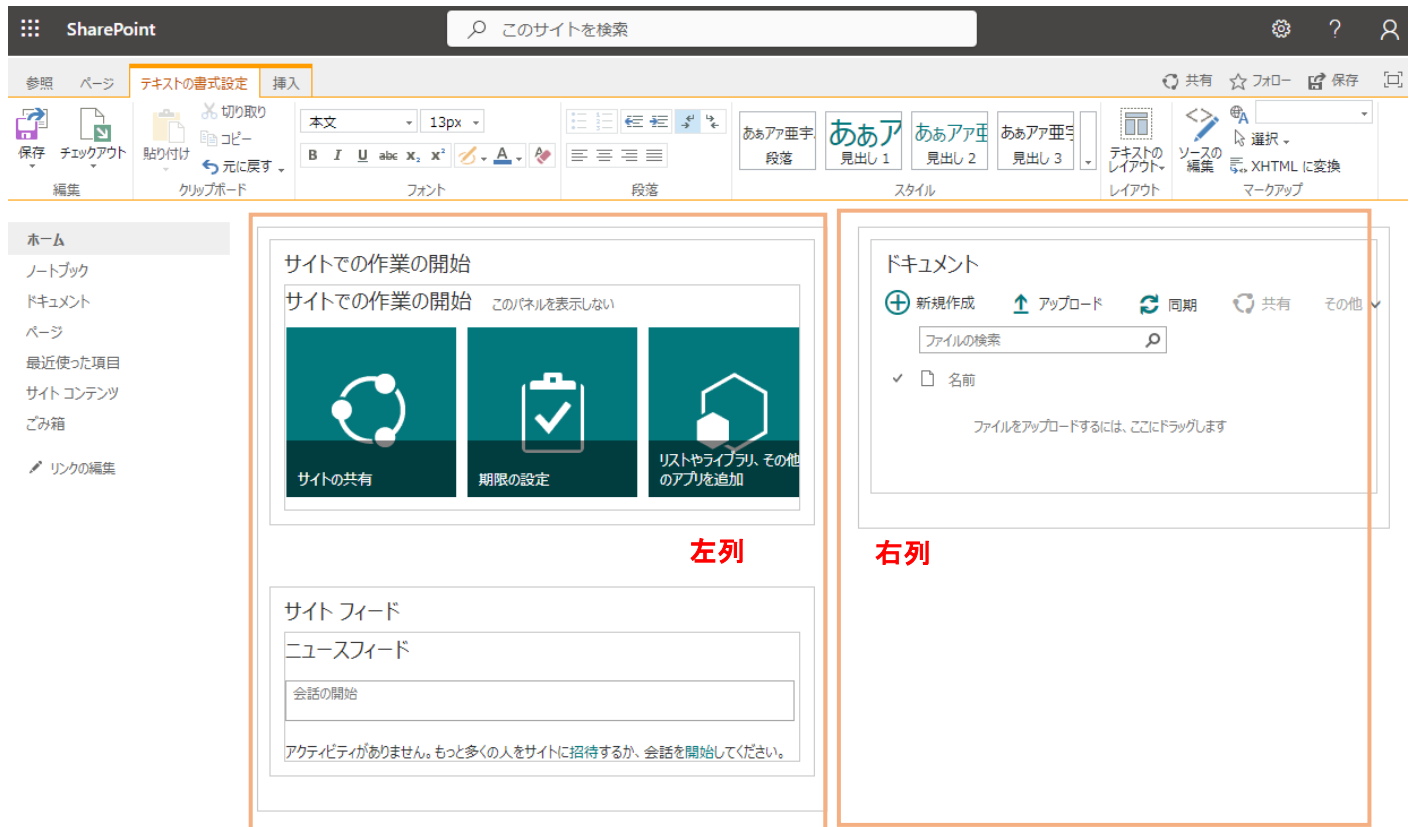 SharePoint
このサイトを検索
?
参照 ページ テキストの書式設定 挿入
共有 フォロー 保存
保存 チェックアウト
編集
貼り付け
切り取り
コピー
元に戻す
クリップボード
本文 13px
B I U abc x₂ x²
A
フォント
段落
あぁアァ亜宇
段落
あぁア
見出し 1
あぁアァ亜
見出し 2
あぁアァ亜
見出し 3
スタイル
テキストの
レイアウト
レイアウト
ソースの
編集
選択
XHTML に変換
マークアップ
ホーム
ノートブック
ドキュメント
ページ
最近使った項目
サイト コンテンツ
ごみ箱
リンクの編集
サイトでの作業の開始
サイトでの作業の開始 このパネルを表示しない
サイトの共有
期限の設定
リストやライブラリ、その他
のアプリを追加
左列
サイト フィード
ニュースフィード
会話の開始
アクティビティがありません。もっと多くの人をサイトに招待するか、会話を開始してください。
ドキュメント
新規作成 アップロード 同期 共有 その他
ファイルの検索
名前
ファイルをアップロードするには、ここにドラッグします
右列